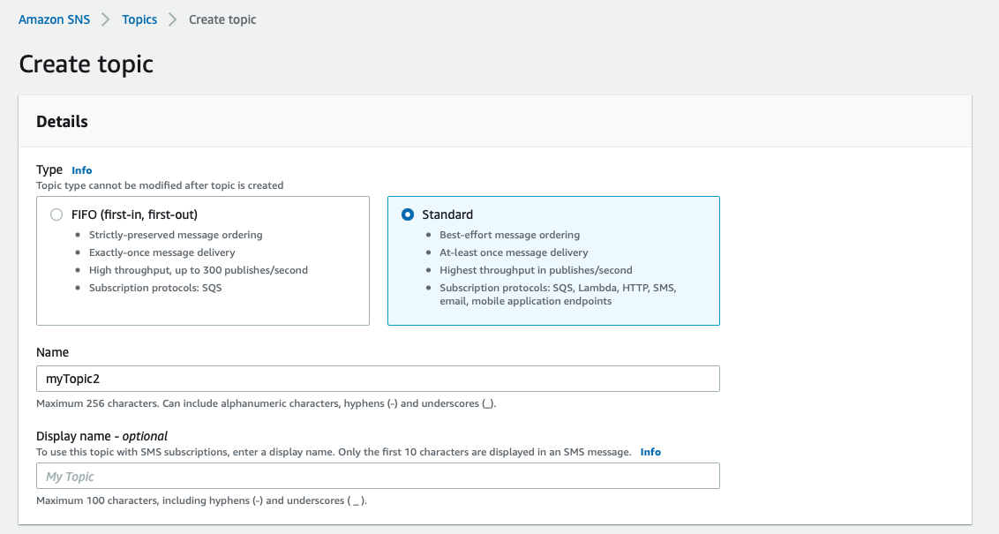 Amazon SNS > Topics > Create topic
Create topic
Details
Type Info
Topic type cannot be modified after topic is created
FIFO (first-in, first-out)
• Strictly-preserved message ordering
• Exactly-once message delivery
• High throughput, up to 300 publishes/second
• Subscription protocols: SQS
Standard
• Best-effort message ordering
• At-least once message delivery
• Highest throughput in publishes/second
• Subscription protocols: SQS, Lambda, HTTP, SMS,
email, mobile application endpoints
Name
myTopic2
Maximum 256 characters. Can include alphanumeric characters, hyphens (-) and underscores (_).
Display name - optional
To use this topic with SMS subscriptions, enter a display name. Only the first 10 characters are displayed in an SMS message. Info
My Topic
Maximum 100 characters, including hyphens (-) and underscores ( _ ).